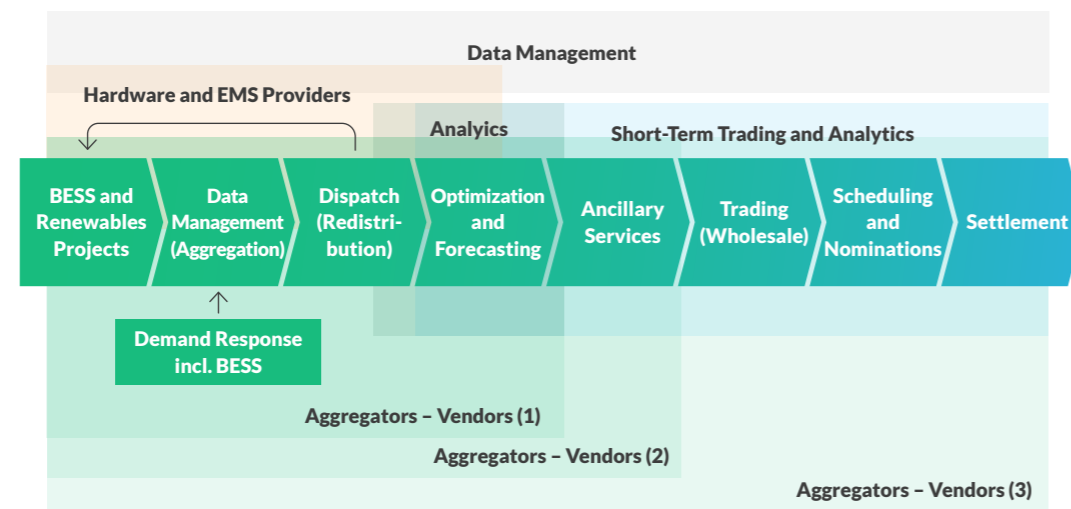 Data Management
Hardware and EMS Providers
Analyics
Short-Term Trading and Analytics
BESS and
Renewables
Projects
Data
Management
(Aggregation)
Dispatch
(Redistri-
bution)
Optimization
and
Forecasting
Ancillary
Services
Trading
(Wholesale)
Scheduling
and
Nominations
Settlement
Demand Response
incl. BESS
Aggregators – Vendors (1)
Aggregators – Vendors (2)
Aggregators – Vendors (3)